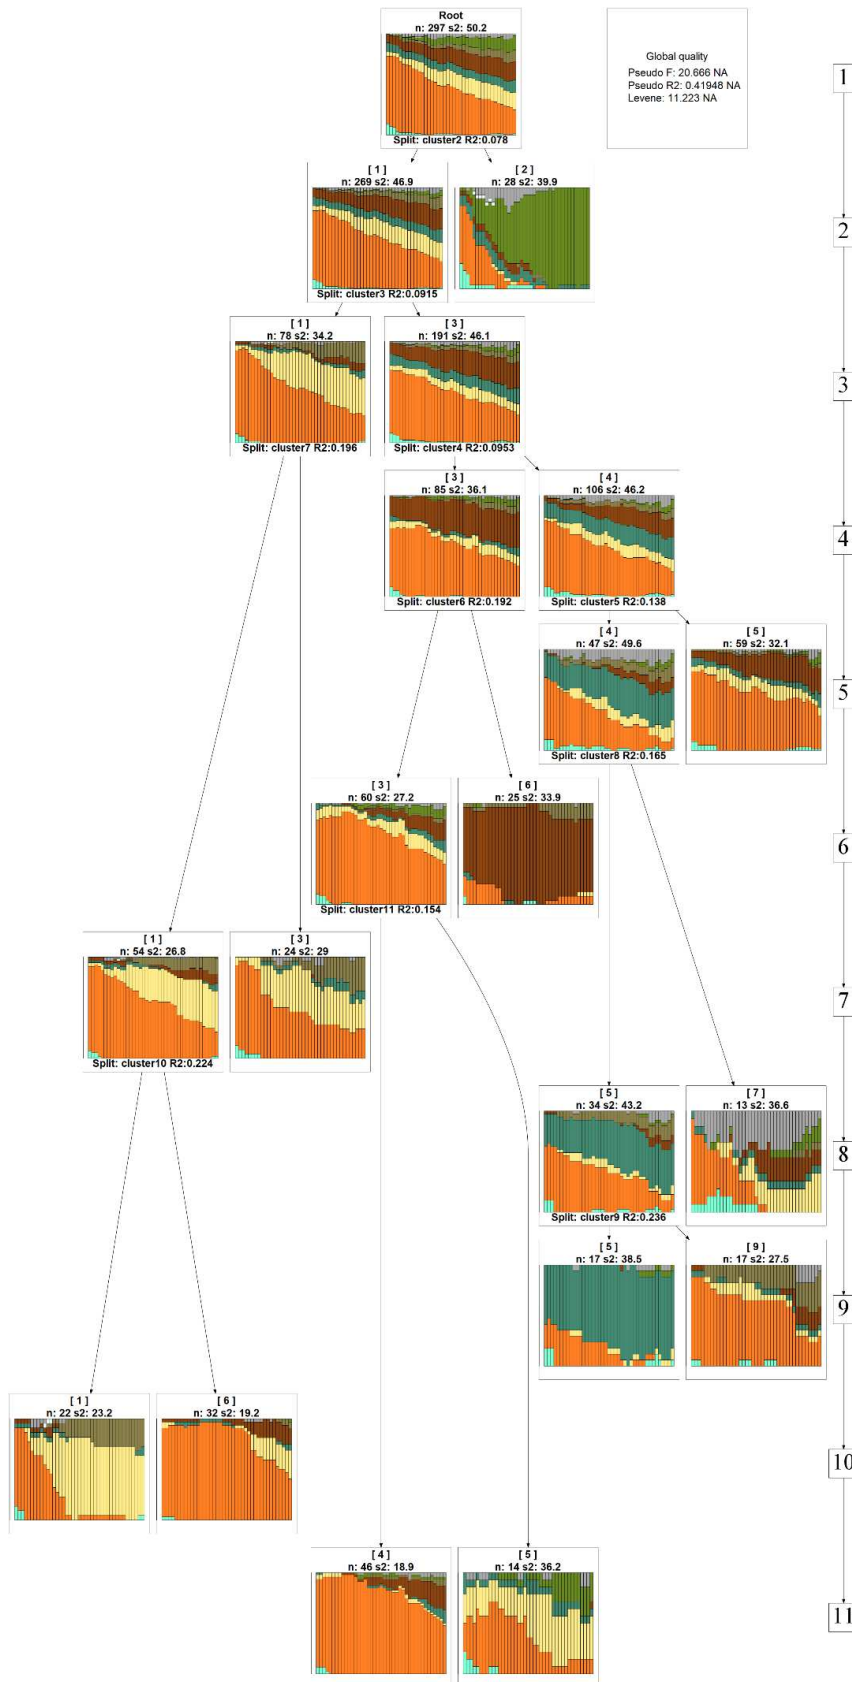 Root
n: 297 s2: 50.2
Split: cluster2 R2:0.078
Global quality
Pseudo F: 20.666 NA
Pseudo R2: 0.41948 NA
Levene: 11.223 NA
1
[ 1 ]
n: 269 s2: 46.9
Split: cluster3 R2:0.0915
[ 2 ]
n: 28 s2: 39.9
2
[ 1 ]
n: 78 s2: 34.2
Split: cluster7 R2:0.196
[ 3 ]
n: 191 s2: 46.1
Split: cluster4 R2:0.0953
3
[ 3 ]
n: 85 s2: 36.1
Split: cluster6 R2:0.192
[ 4 ]
n: 106 s2: 46.2
Split: cluster5 R2:0.138
4
[ 4 ]
n: 47 s2: 49.6
Split: cluster8 R2:0.165
[ 5 ]
n: 59 s2: 32.1
5
[ 3 ]
n: 60 s2: 27.2
Split: cluster11 R2:0.154
[ 6 ]
n: 25 s2: 33.9
6
[ 1 ]
n: 54 s2: 26.8
Split: cluster10 R2:0.224
[ 3 ]
n: 24 s2: 29
7
[ 5 ]
n: 34 s2: 43.2
Split: cluster9 R2:0.236
[ 7 ]
n: 13 s2: 36.6
8
[ 5 ]
n: 17 s2: 38.5
[ 9 ]
n: 17 s2: 27.5
9
[ 1 ]
n: 22 s2: 23.2
[ 6 ]
n: 32 s2: 19.2
10
[ 4 ]
n: 46 s2: 18.9
[ 5 ]
n: 14 s2: 36.2
11